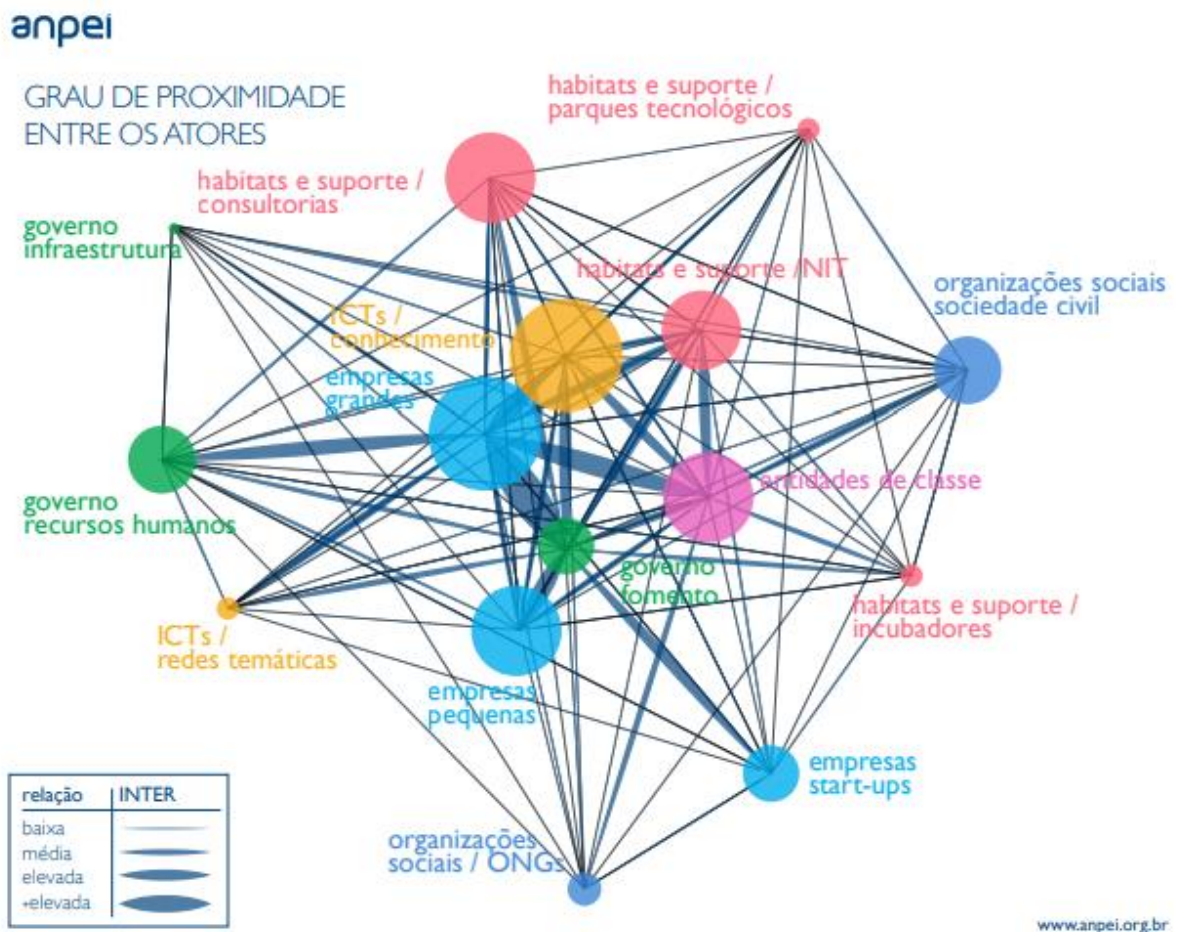 anpei
GRAU DE PROXIMIDADE
ENTRE OS ATORES
habitats e suporte /
parques tecnológicos
habitats e suporte /
consultorias
governo
infraestrutura
habitats e suporte /NIT
organizações sociais
sociedade civil
ICTs /
conhecimento
empresas
grandes
entidades de classe
governo
recursos humanos
governo
fomento
habitats e suporte /
incubadores
ICTs /
redes temáticas
empresas
pequenas
empresas
start-ups
organizações
sociais / ONGs
relação INTER
baixa
média
elevada
+elevada
www.anpei.org.br